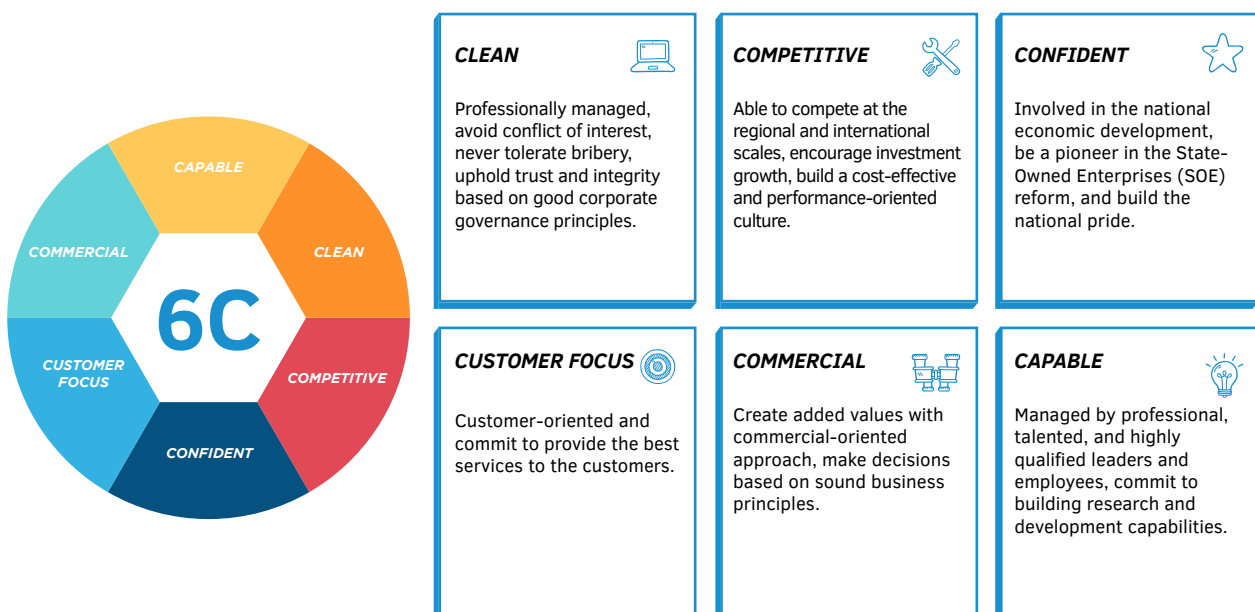 CAPABLE
CLEAN
COMPETITIVE
CONFIDENT
CUSTOMER
FOCUS
COMMERCIAL
6C
CLEAN
Professionally managed,
avoid conflict of interest,
never tolerate bribery,
uphold trust and integrity
based on good corporate
governance principles.
COMPETITIVE
Able to compete at the
regional and international
scales, encourage investment
growth, build a cost-effective
and performance-oriented
culture.
CONFIDENT
Involved in the national
economic development,
be a pioneer in the State-
Owned Enterprises (SOE)
reform, and build the
national pride.
CUSTOMER FOCUS
Customer-oriented and
commit to provide the best
services to the customers.
COMMERCIAL
Create added values with
commercial-oriented
approach, make decisions
based on sound business
principles.
CAPABLE
Managed by professional,
talented, and highly
qualified leaders and
employees, commit to
building research and
development capabilities.